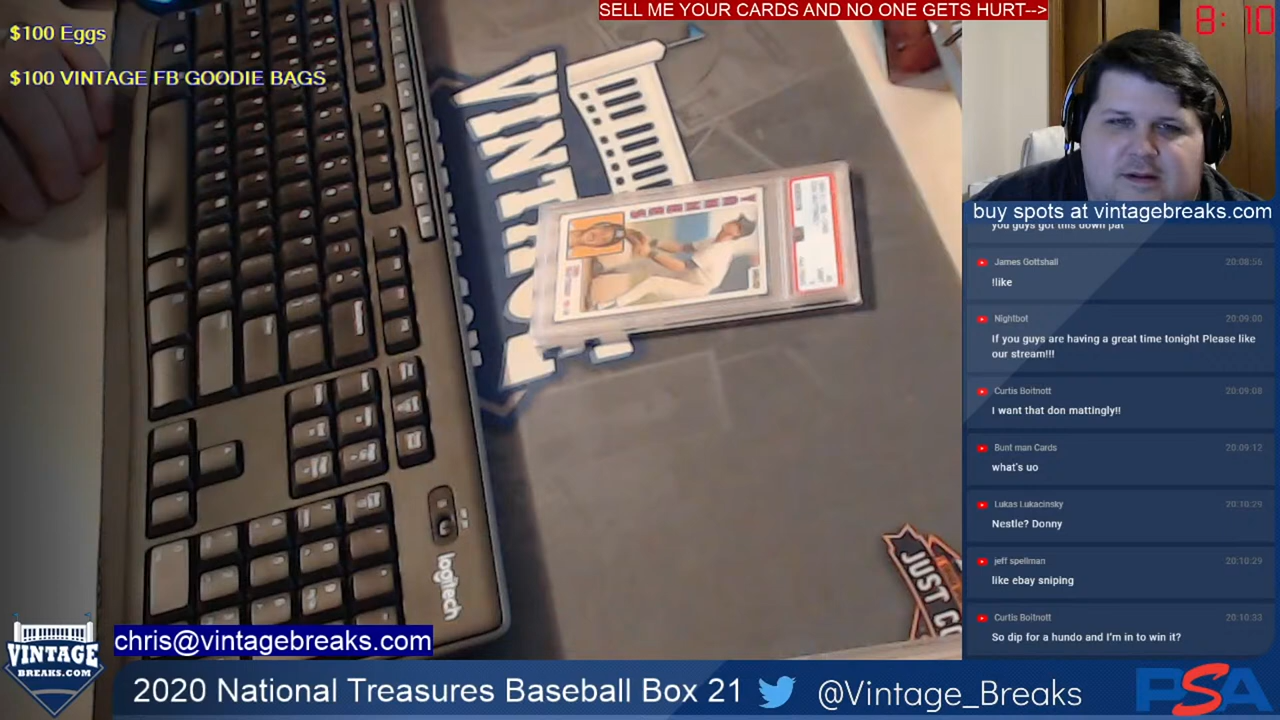 SELL ME YOUR CARDS AND NO ONE GETS HURT-->
8:10
$100 Eggs
$100 VINTAGE FB GOODIE BAGS
VINTAGE
YANKEES
logitech
JUST CO
buy spots at vintagebreaks.com
you guys got this down pat
James Gottshall 20:08:56
!like
Nightbot 20:09:00
If you guys are having a great time tonight Please like
our stream!!!
Curtis Boitnott 20:09:08
I want that don mattingly!!
Bunt man Cards 20:09:12
what's uo
Lukas Lukacinsky 20:10:29
Nestle? Donny
jeff spellman 20:10:29
like ebay sniping
Curtis Boitnott 20:10:33
So dip for a hundo and I'm in to win it?
chris@vintagebreaks.com
VINTAGE
BREAKS.COM
2020 National Treasures Baseball Box 21
@Vintage_Breaks
PSA